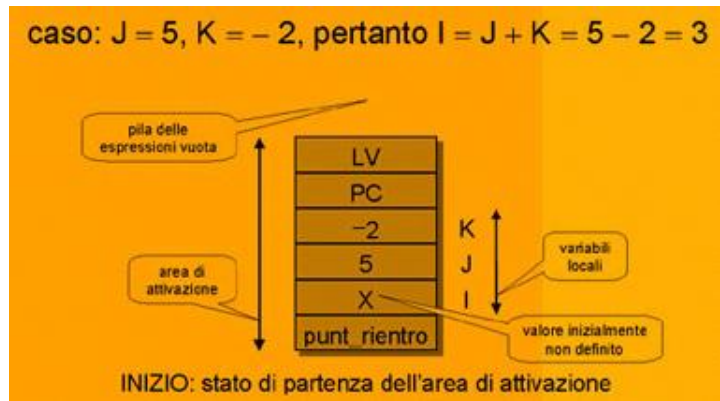 caso: J = 5, K = − 2, pertanto I = J + K = 5 − 2 = 3
pila delle
espressioni vuota
LV
PC
−2
K
5
J
X
I
punt_rientro
area di
attivazione
variabili
locali
valore inizialmente
non definito
INIZIO: stato di partenza dell'area di attivazione